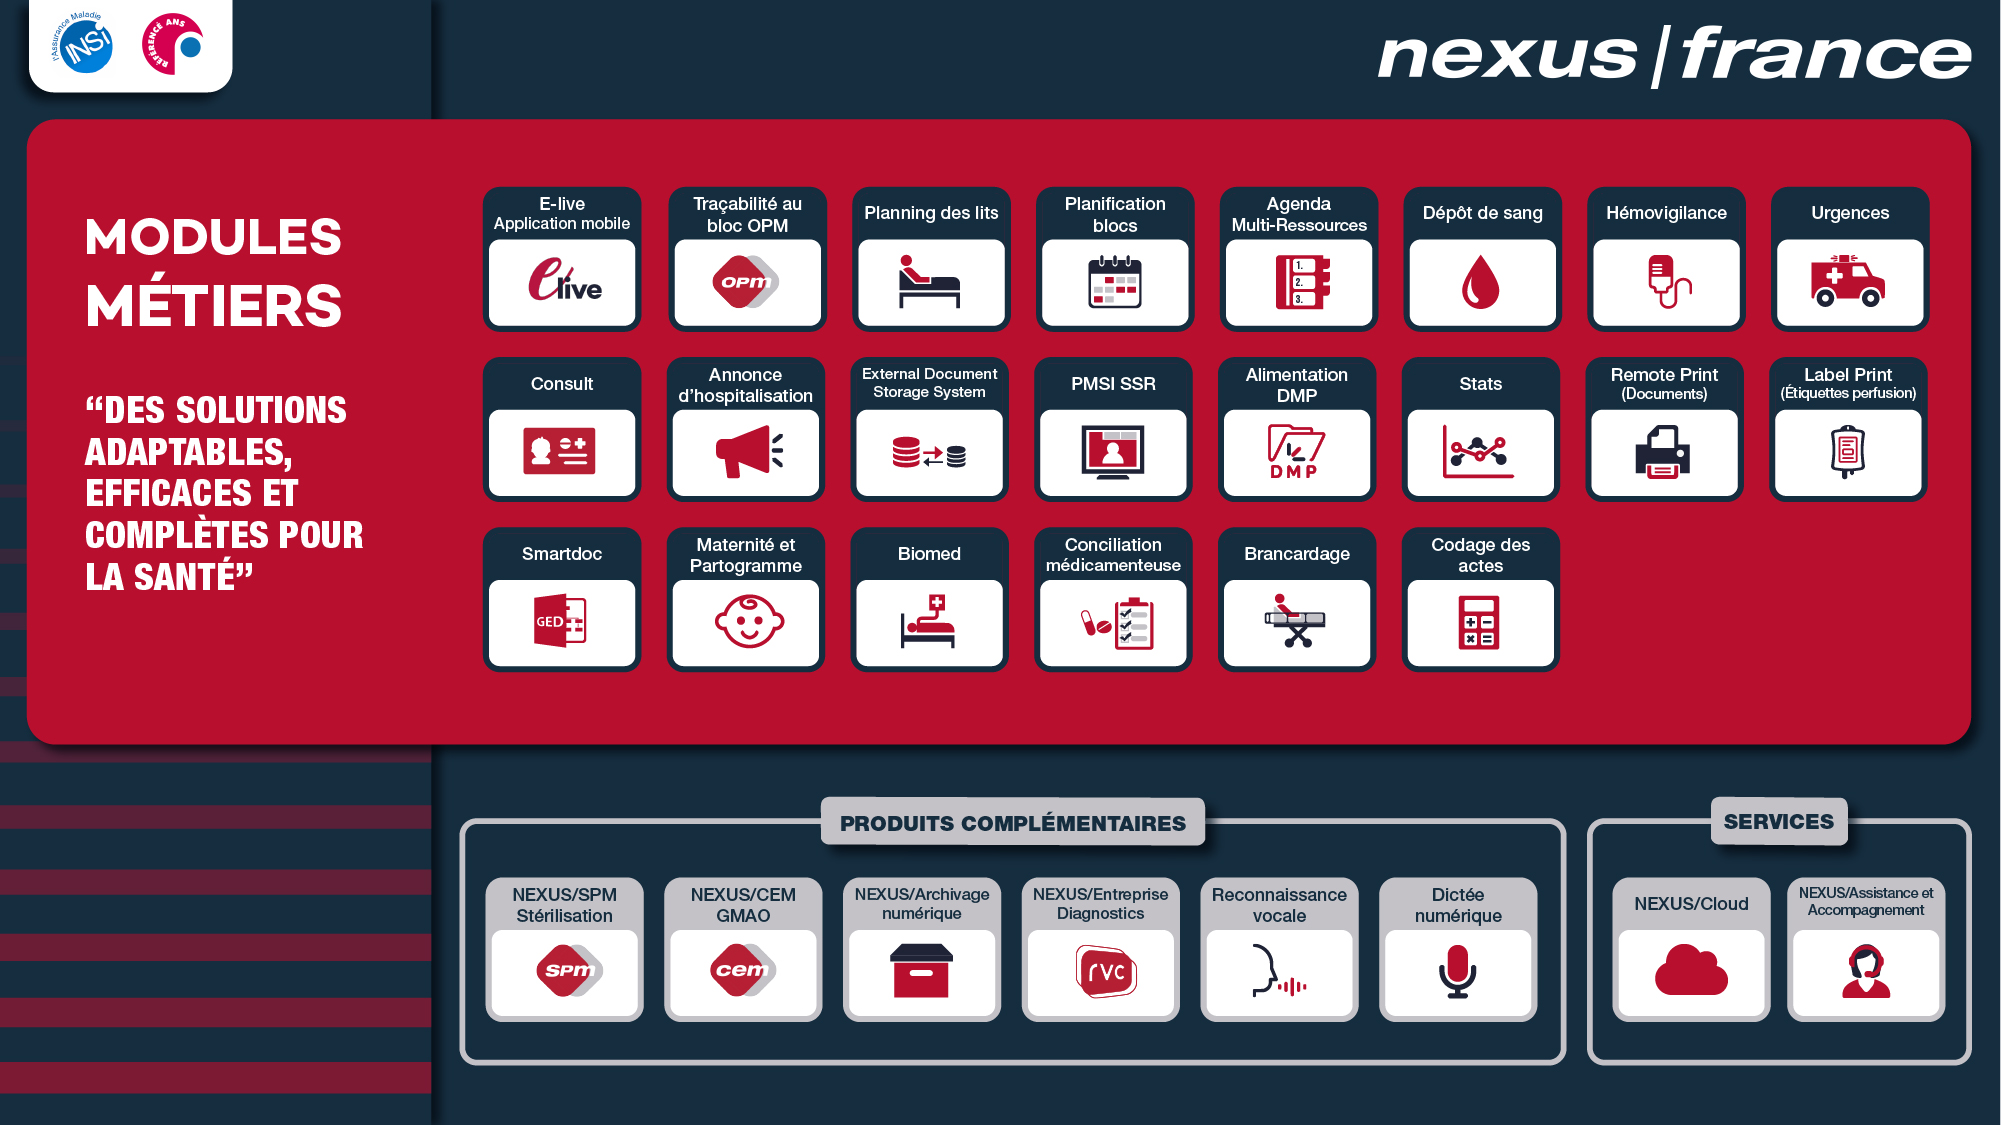 l'Assurance Maladie
INSi
RÉFÉRENCÉ ANS
nexus/france
MODULES
MÉTIERS
“DES SOLUTIONS
ADAPTABLES,
EFFICACES ET
COMPLÈTES POUR
LA SANTÉ”
E-live
Application mobile
e'live
Traçabilité au
bloc OPM
OPM
Planning des lits
Planification
blocs
Agenda
Multi-Ressources
1.
2.
3.
Dépôt de sang
Hémovigilance
Urgences
Consult
Annonce
d’hospitalisation
External Document
Storage System
PMSI SSR
Alimentation
DMP
DMP
Stats
Remote Print
(Documents)
Label Print
(Étiquettes perfusion)
Smartdoc
GED
Maternité et
Partogramme
Biomed
Conciliation
médicamenteuse
Brancardage
Codage des
actes
PRODUITS COMPLÉMENTAIRES
NEXUS/SPM
Stérilisation
SPM
NEXUS/CEM
GMAO
cem
NEXUS/Archivage
numérique
NEXUS/Entreprise
Diagnostics
rvc
Reconnaissance
vocale
Dictée
numérique
SERVICES
NEXUS/Cloud
NEXUS/Assistance et
Accompagnement